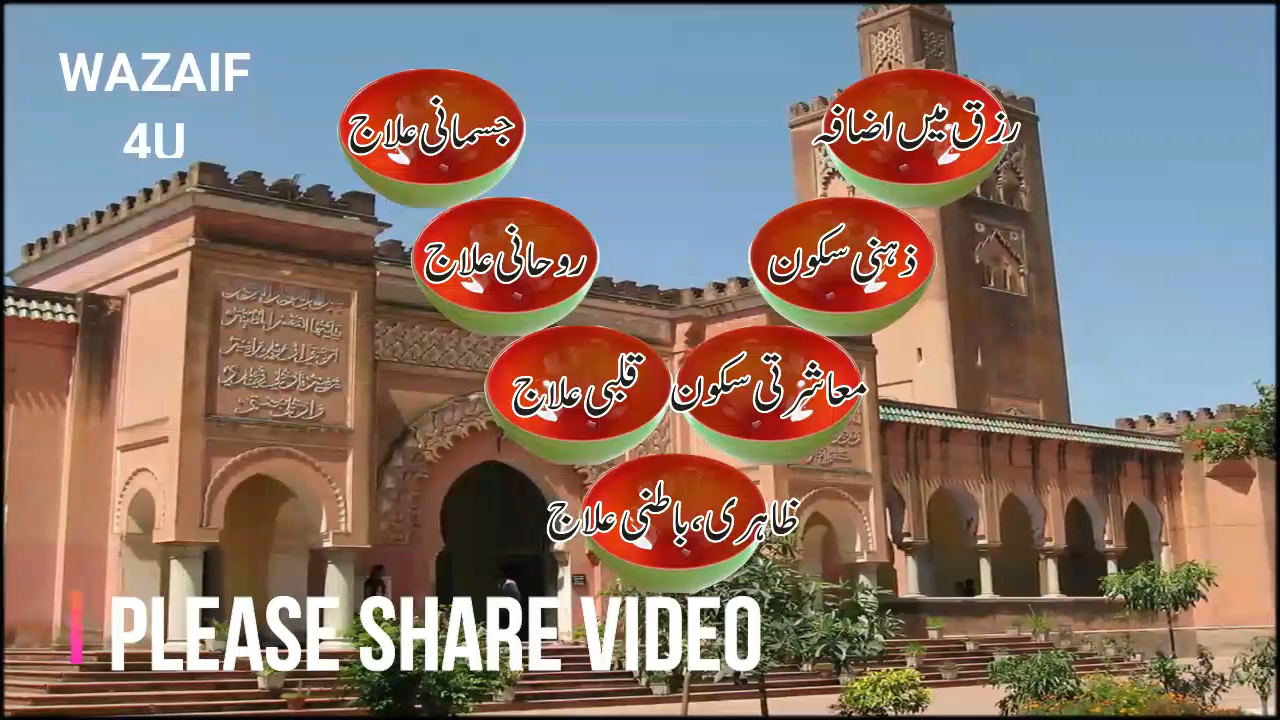 WAZAIF
4U
جسمانی علاج
رزق میں اضافہ
روحانی علاج
ذہنی سکون
قلبی علاج
معاشرتی سکون
ظاہری، باطنی علاج
PLEASE SHARE VIDEO